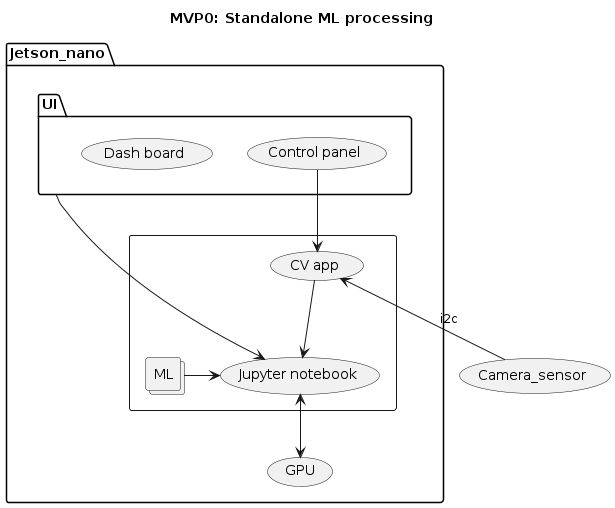 MVP0: Standalone ML processing
Jetson_nano
UI
Dash board
Control panel
CV app
i2c
ML
Jupyter notebook
Camera_sensor
GPU